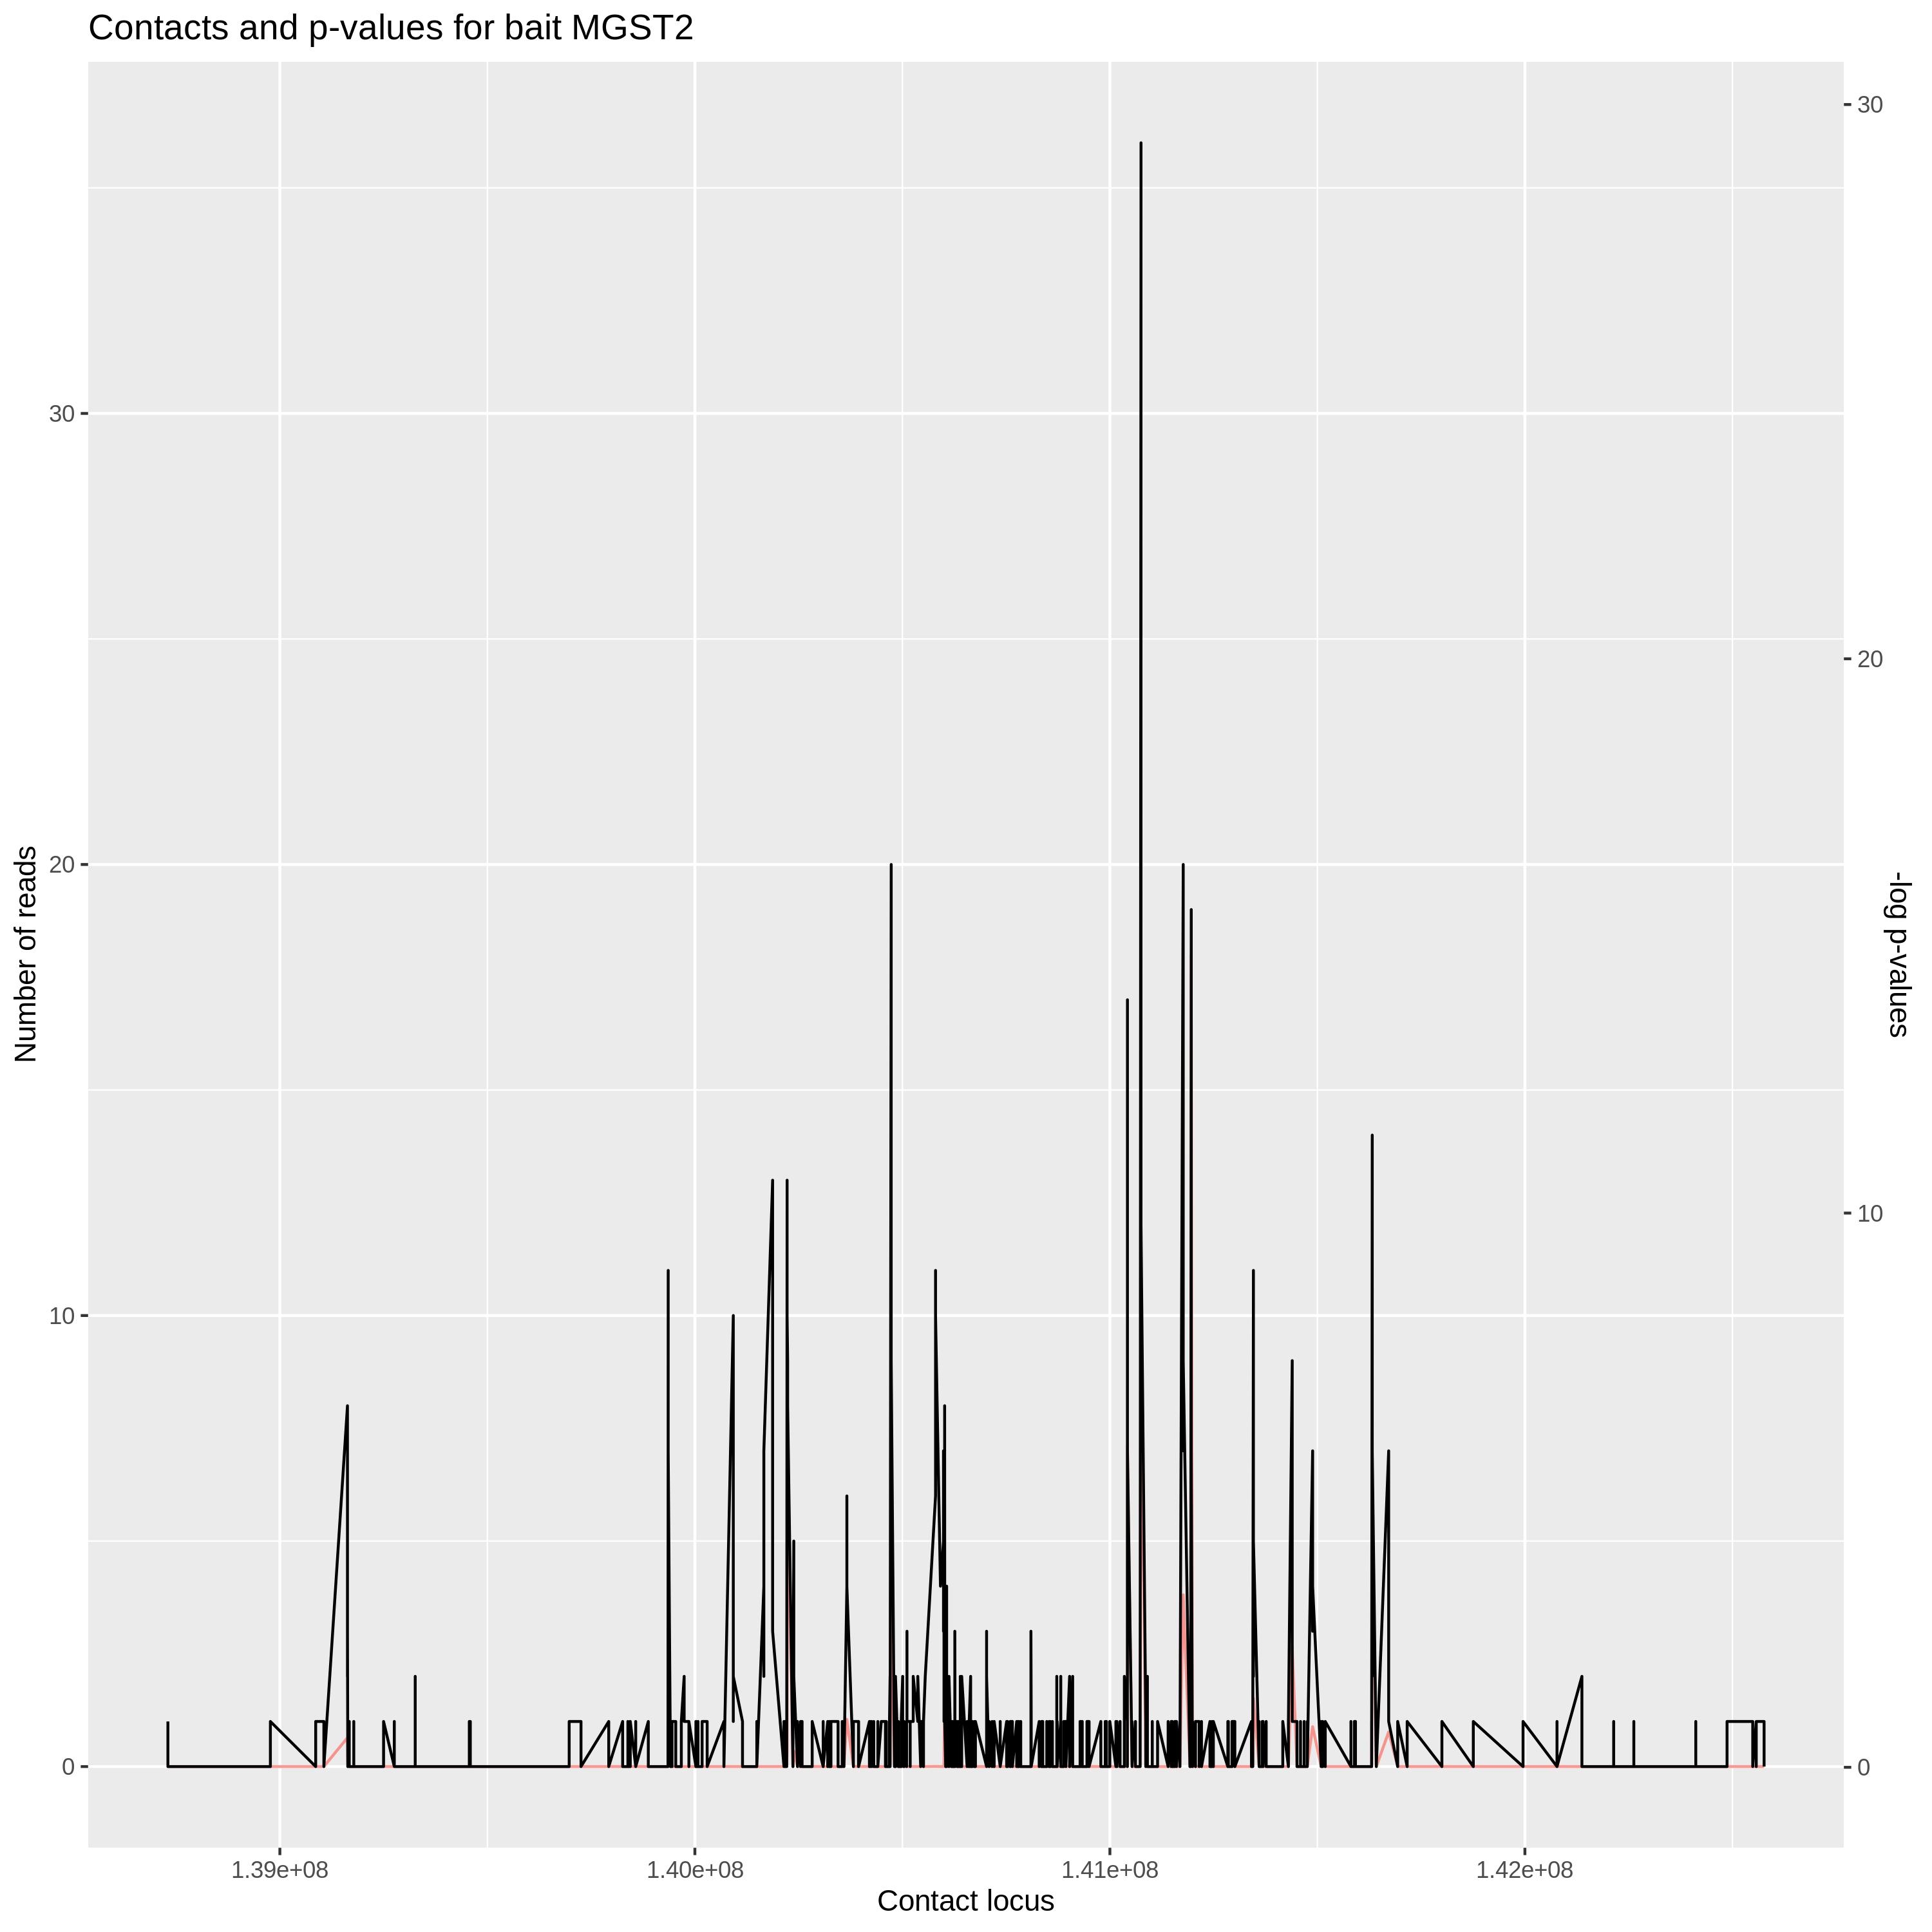 Contacts and p-values for bait MGST2
30
20
10
0
Number of reads
30
20
10
0
-log p-values
1.39e+08 1.40e+08 1.41e+08 1.42e+08
Contact locus